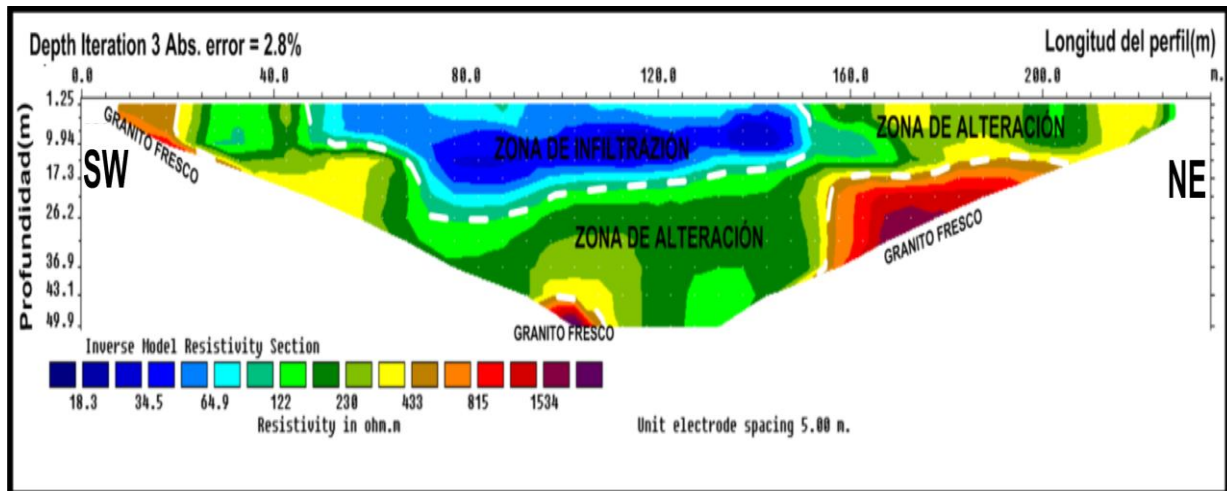 Depth Iteration 3 Abs. error = 2.8%
Longitud del perfil(m)
0.0 40.0 80.0 120.0 160.0 200.0 m.
Profundidad(m)
1.25
9.94
17.3
26.2
36.9
43.1
49.9
GRANITO FRESCO
SW
ZONA DE INFILTRAZIÓN
ZONA DE ALTERACIÓN
NE
ZONA DE ALTERACIÓN
GRANITO FRESCO
GRANITO FRESCO
Inverse Model Resistivity Section
18.3 34.5 64.9 122 230 433 815 1534
Resistivity in ohm.m
Unit electrode spacing 5.00 m.